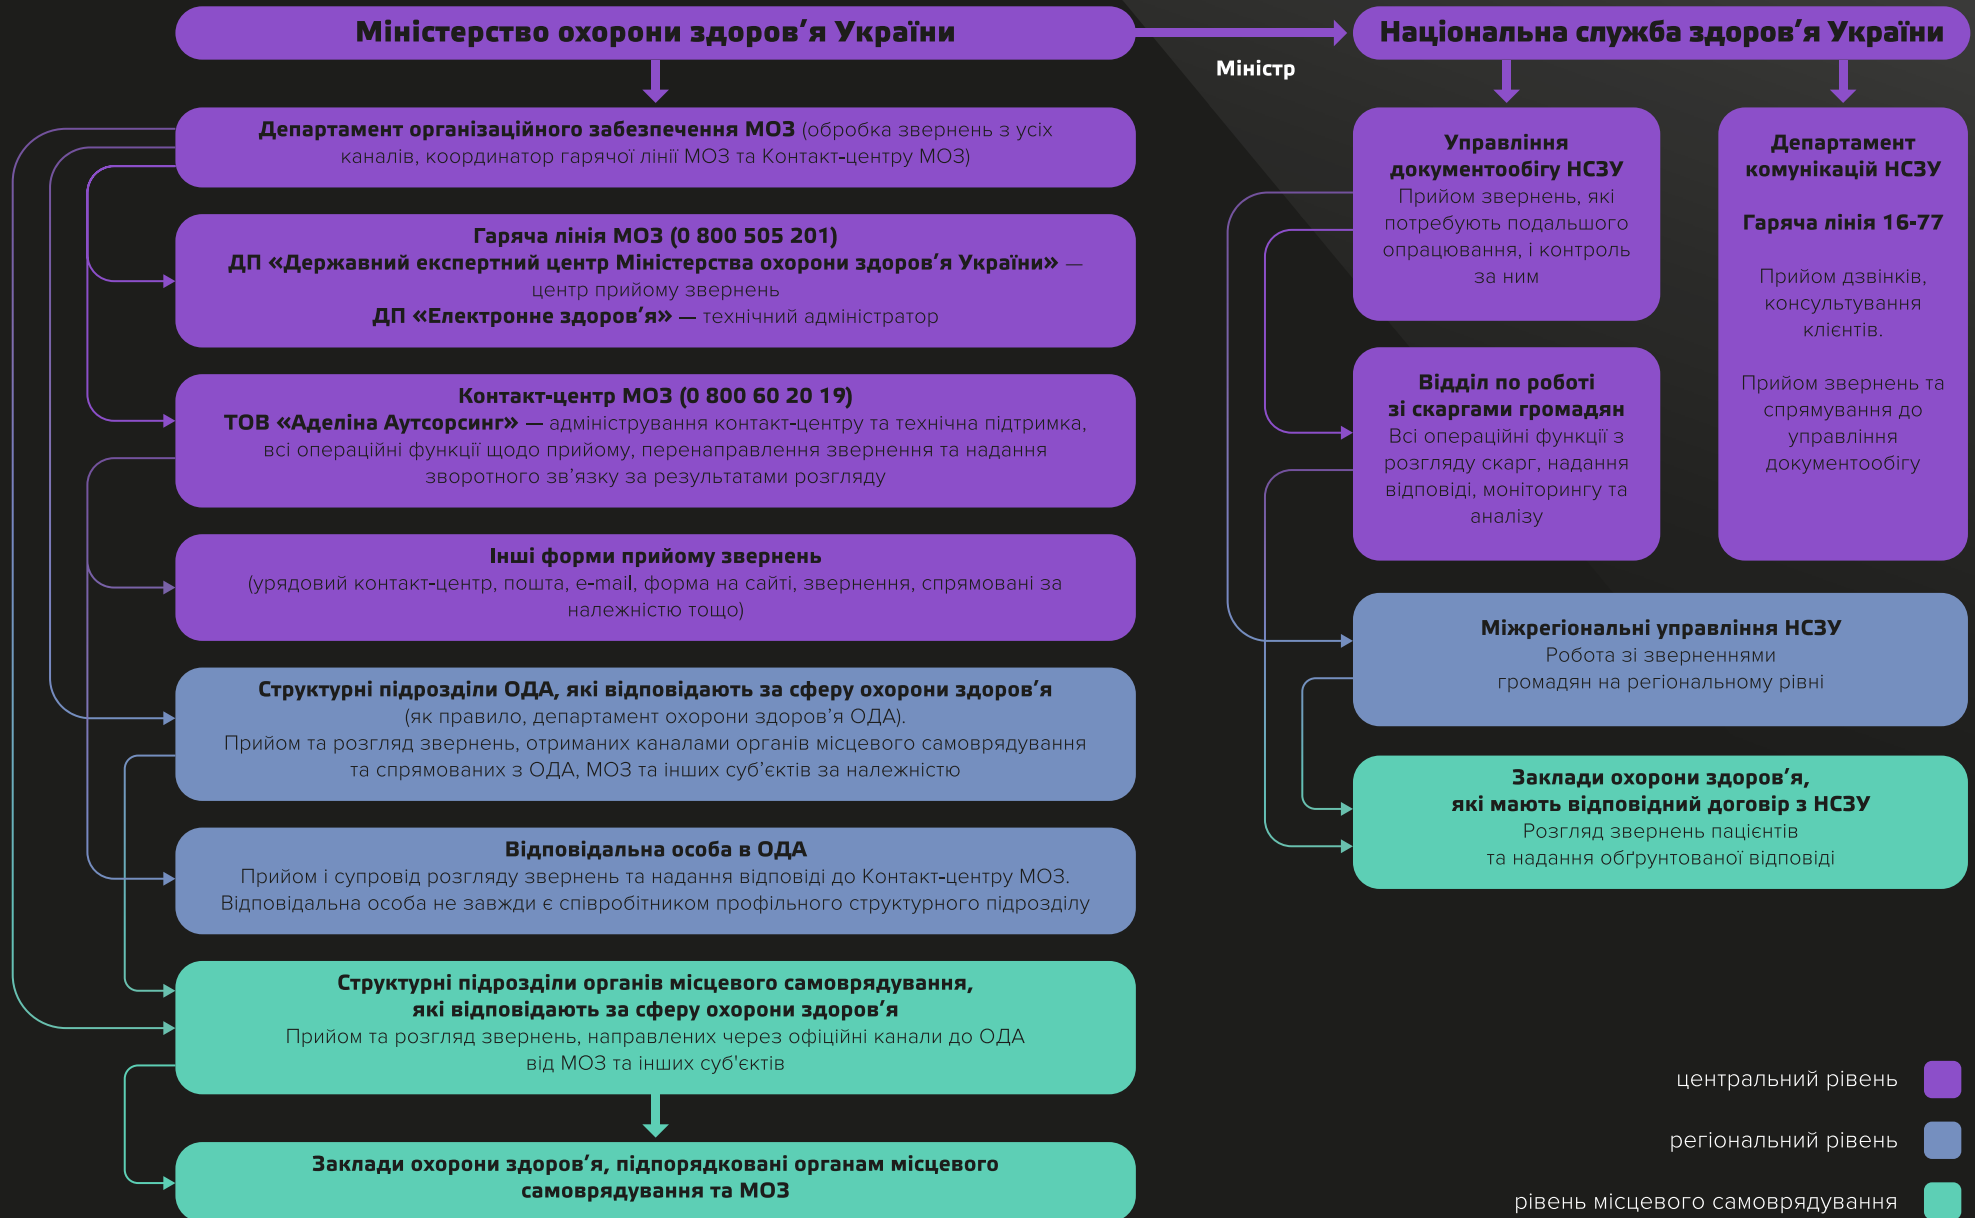 Міністерство охорони здоров’я України
Департамент організаційного забезпечення МОЗ (обробка звернень з усіх
каналів, координатор гарячої лінії МОЗ та Контакт-центру МОЗ)
Гаряча лінія МОЗ (0 800 505 201)
ДП «Державний експертний центр Міністерства охорони здоров’я України» —
центр прийому звернень
ДП «Електронне здоров’я» — технічний адміністратор
Контакт-центр МОЗ (0 800 60 20 19)
ТОВ «Аделіна Аутсорсинг» — адміністрування контакт-центру та технічна підтримка,
всі операційні функції щодо прийому, перенаправлення звернення та надання
зворотного зв’язку за результатами розгляду
Інші форми прийому звернень
(урядовий контакт-центр, пошта, e-mail, форма на сайті, звернення, спрямовані за
належністю тощо)
Структурні підрозділи ОДА, які відповідають за сферу охорони здоров’я
(як правило, департамент охорони здоров’я ОДА).
Прийом та розгляд звернень, отриманих каналами органів місцевого самоврядування
та спрямованих з ОДА, МОЗ та інших суб’єктів за належністю
Відповідальна особа в ОДА
Прийом і супровід розгляду звернень та надання відповіді до Контакт-центру МОЗ.
Відповідальна особа не завжди є співробітником профільного структурного підрозділу
Структурні підрозділи органів місцевого самоврядування,
які відповідають за сферу охорони здоров’я
Прийом та розгляд звернень, направлених через офіційні канали до ОДА
від МОЗ та інших суб'єктів
Заклади охорони здоров’я, підпорядковані органам місцевого
самоврядування та МОЗ
Міністр
Національна служба здоров’я України
Управління
документообігу НСЗУ
Прийом звернень, які
потребують подальшого
опрацювання, і контроль
за ним
Відділ по роботі
зі скаргами громадян
Всі операційні функції з
розгляду скарг, надання
відповіді, моніторингу та
аналізу
Департамент
комунікацій НСЗУ
Гаряча лінія 16-77
Прийом дзвінків,
консультування
клієнтів.
Прийом звернень та
спрямування до
управління
документообігу
Міжрегіональні управління НСЗУ
Робота зі зверненнями
громадян на регіональному рівні
Заклади охорони здоров’я,
які мають відповідний договір з НСЗУ
Розгляд звернень пацієнтів
та надання обґрунтованої відповіді
центральний рівень
регіональний рівень
рівень місцевого самоврядування